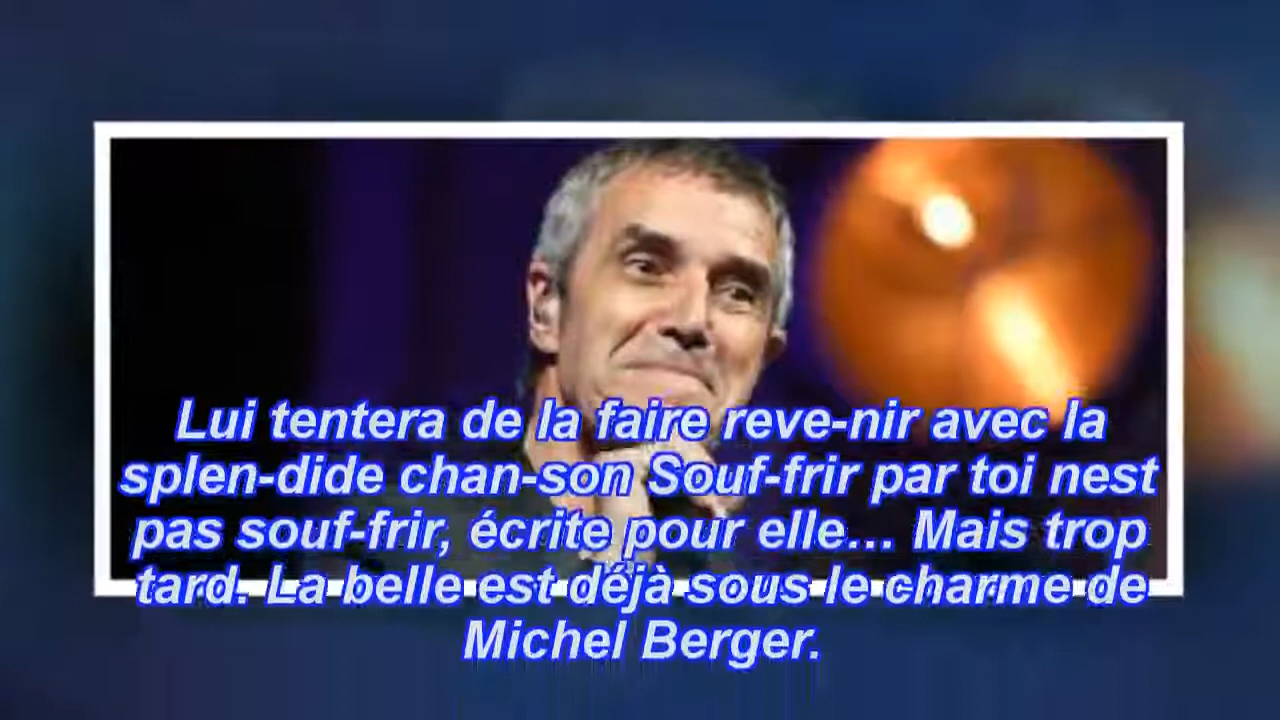 Lui tentera de la faire reve-nir avec la
splen-dide chan-son Souf-frir par toi nest
pas souf-frir, écrite pour elle… Mais trop
tard. La belle est déjà sous le charme de
Michel Berger.